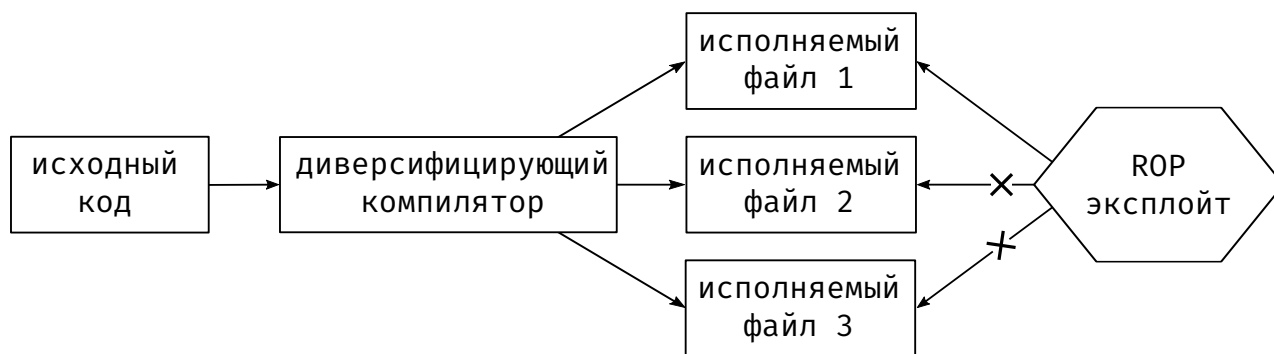 исходный
код
диверсифицирующий
компилятор
исполняемый
файл 1
исполняемый
файл 2
исполняемый
файл 3
ROP
эксплойт